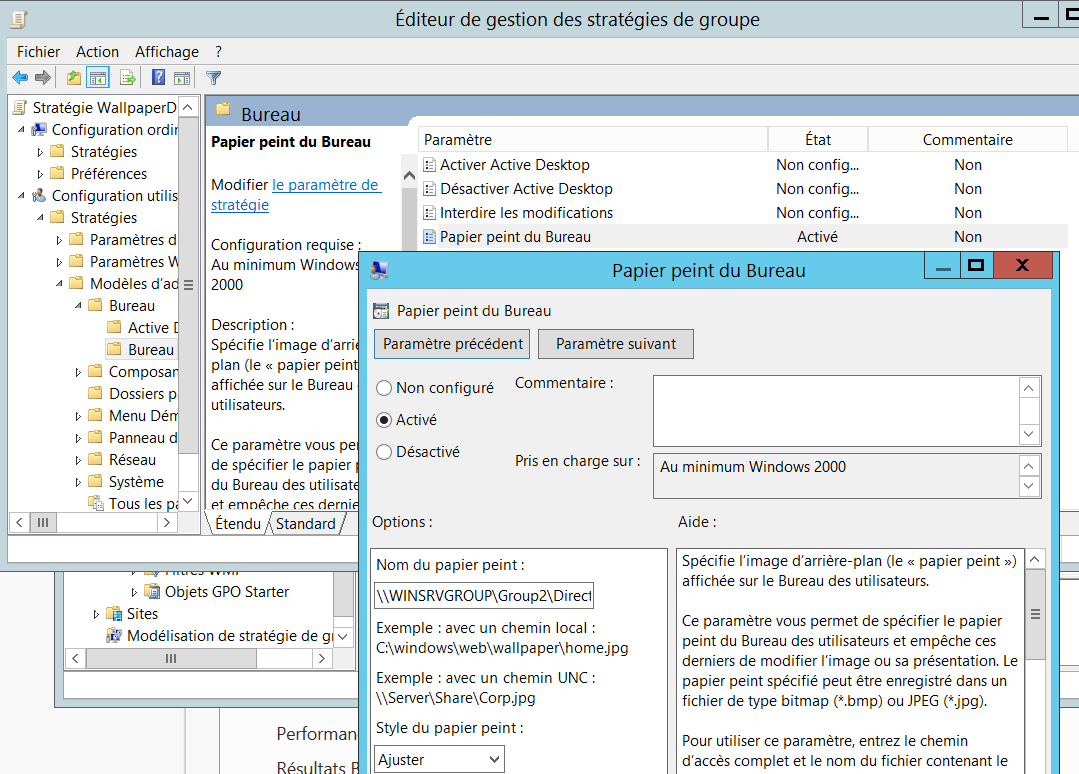 Éditeur de gestion des stratégies de groupe
Fichier Action Affichage ?
Stratégie WallpaperD
Configuration ordin
Stratégies
Préférences
Configuration utilis
Stratégies
Paramètres d
Paramètres W
Modèles d'ad
Bureau
Active D
Bureau
Composan
Dossiers p
Menu Dém
Panneau d
Réseau
Système
Tous les pa
Bureau
Papier peint du Bureau
Modifier le paramètre de
stratégie
Configuration requise :
Au minimum Windows
2000
Description :
Spécifie l'image d'arriè
plan (le « papier peint
affichée sur le Bureau
utilisateurs.
Ce paramètre vous per
de spécifier le papier p
du Bureau des utilisate
et empêche ces dernie
Étendu Standard
Paramètre État Commentaire
Activer Active Desktop Non config... Non
Désactiver Active Desktop Non config... Non
Interdire les modifications Non config... Non
Papier peint du Bureau Activé Non
Filtres WMI
Objets GPO Starter
Sites
Modélisation de stratégie de gr
Performan
Résultats B
Papier peint du Bureau
Papier peint du Bureau
Paramètre précédent Paramètre suivant
Non configuré
Activé
Désactivé
Commentaire :
Pris en charge sur : Au minimum Windows 2000
Options :
Nom du papier peint :
\\WINSRVGROUP\Group2\Direct
Exemple : avec un chemin local :
C:\windows\web\wallpaper\home.jpg
Exemple : avec un chemin UNC :
\\Server\Share\Corp.jpg
Style du papier peint :
Ajuster
Aide :
Spécifie l'image d'arrière-plan (le « papier peint »)
affichée sur le Bureau des utilisateurs.
Ce paramètre vous permet de spécifier le papier
peint du Bureau des utilisateurs et empêche ces
derniers de modifier l'image ou sa présentation. Le
papier peint spécifié peut être enregistré dans un
fichier de type bitmap (*.bmp) ou JPEG (*.jpg).
Pour utiliser ce paramètre, entrez le chemin
d'accès complet et le nom du fichier contenant le